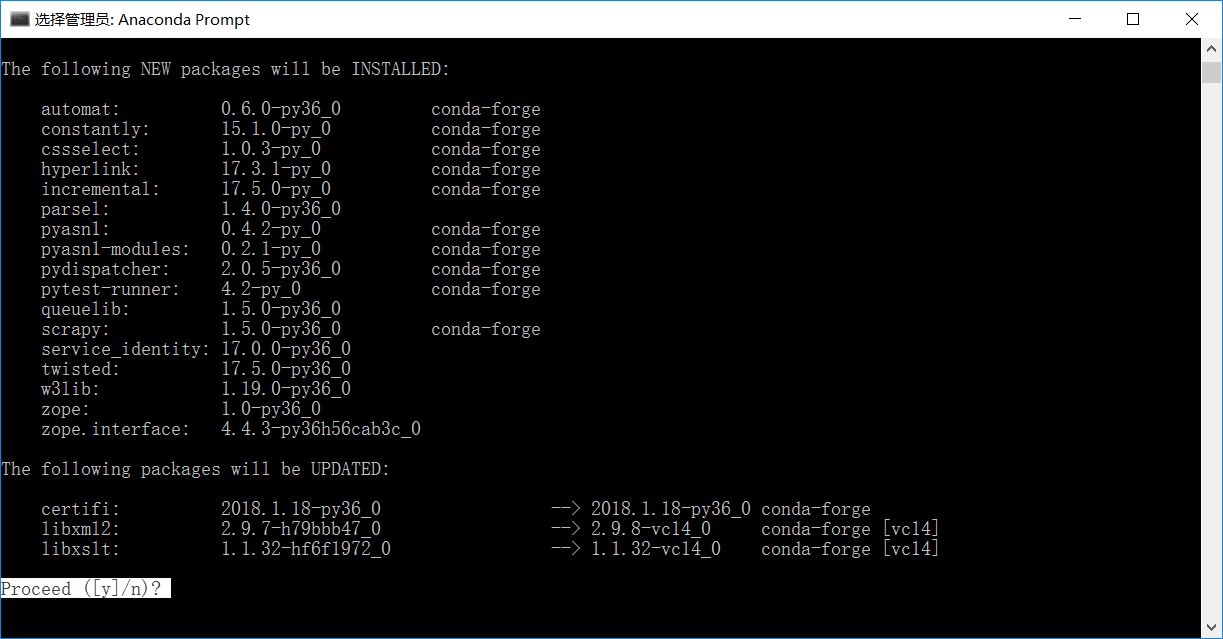 选择管理员: Anaconda Prompt
The following NEW packages will be INSTALLED:
automat: 0.6.0-py36_0 conda-forge
constantly: 15.1.0-py_0 conda-forge
cssselect: 1.0.3-py_0 conda-forge
hyperlink: 17.3.1-py_0 conda-forge
incremental: 17.5.0-py_0 conda-forge
parsel: 1.4.0-py36_0
pyasn1: 0.4.2-py_0 conda-forge
pyasn1-modules: 0.2.1-py_0 conda-forge
pydispatcher: 2.0.5-py36_0 conda-forge
pytest-runner: 4.2-py_0 conda-forge
queuelib: 1.5.0-py36_0
scrapy: 1.5.0-py36_0 conda-forge
service_identity: 17.0.0-py36_0
twisted: 17.5.0-py36_0
w3lib: 1.19.0-py36_0
zope: 1.0-py36_0
zope.interface: 4.4.3-py36h56cab3c_0
The following packages will be UPDATED:
certifi: 2018.1.18-py36_0 --> 2018.1.18-py36_0 conda-forge
libxml2: 2.9.7-h79bbb47_0 --> 2.9.8-vc14_0 conda-forge [vc14]
libxslt: 1.1.32-hf6f1972_0 --> 1.1.32-vc14_0 conda-forge [vc14]
Proceed ([y]/n)?